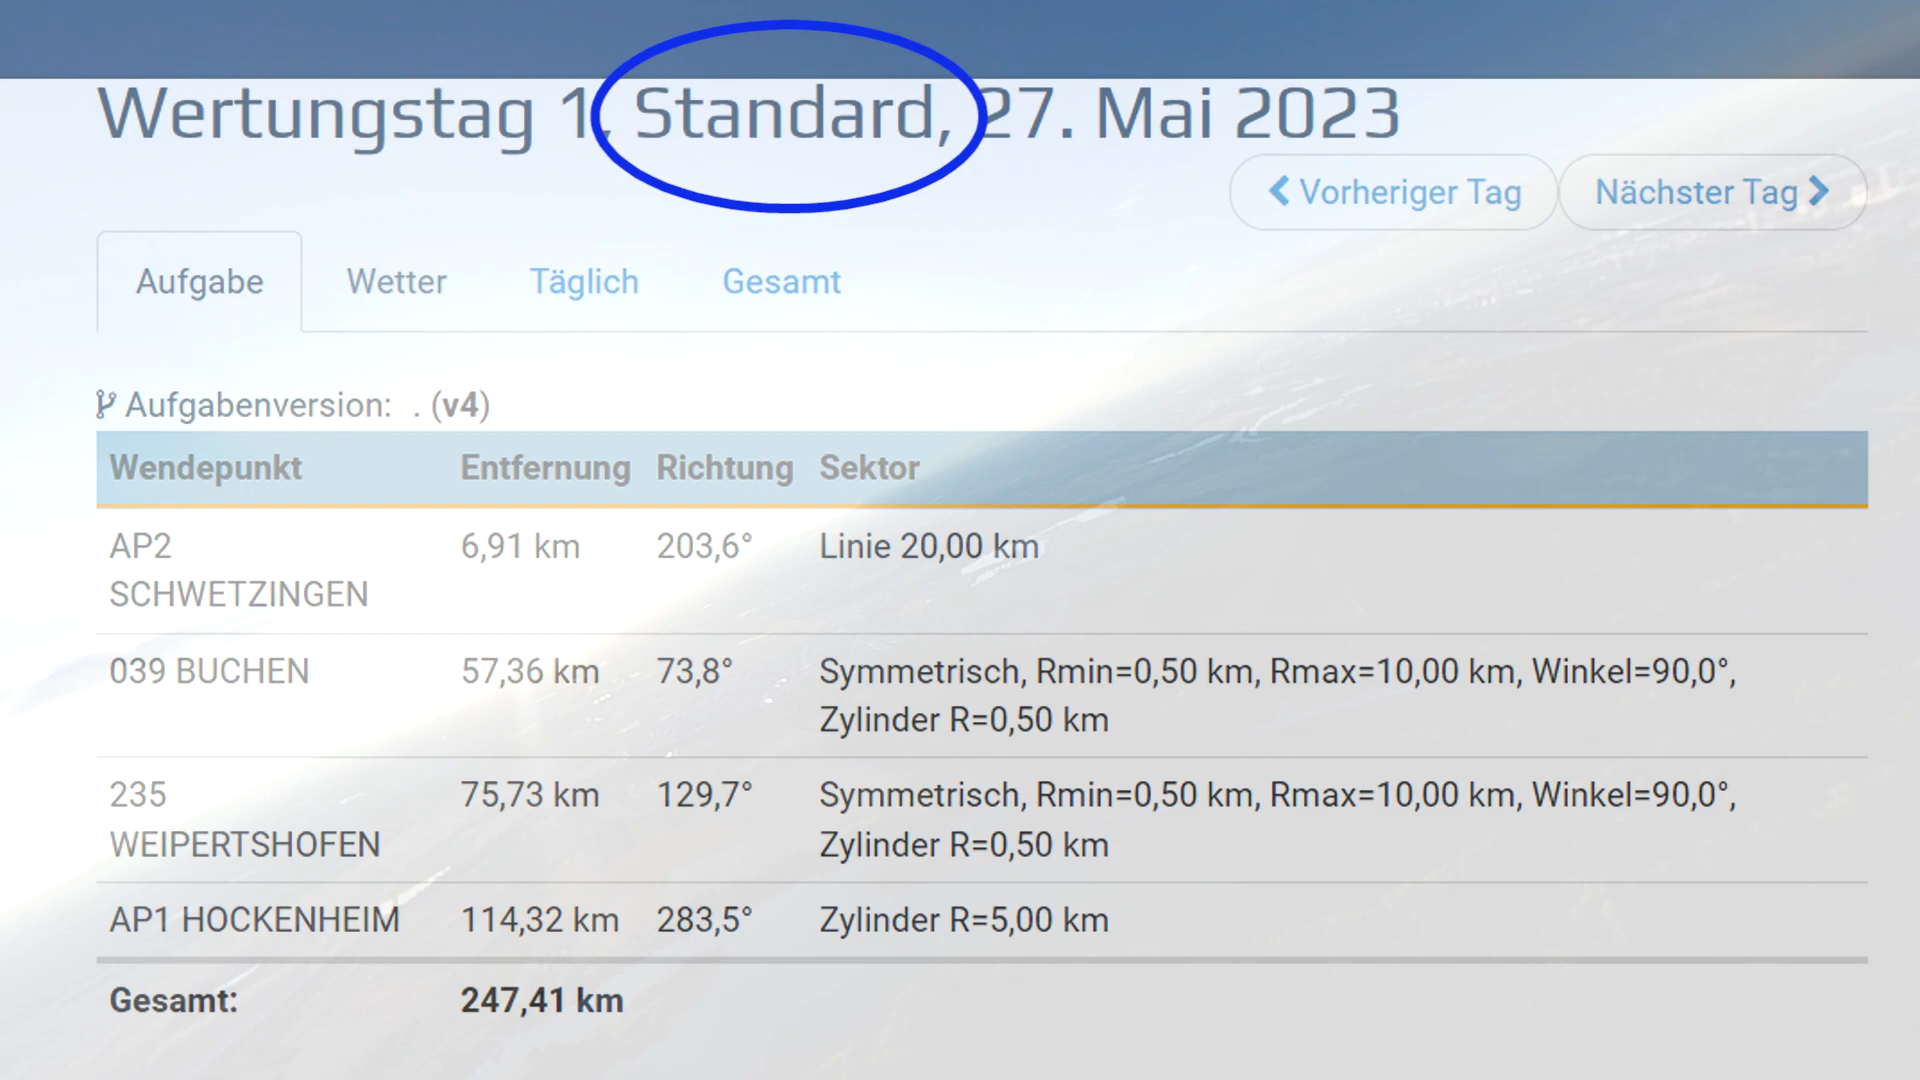 Wertungstag 1, Standard, 27. Mai 2023
Vorheriger Tag Nächster Tag
Aufgabe Wetter Täglich Gesamt
Aufgabenversion: . (v4)
Wendepunkt Entfernung Richtung Sektor
AP2 6,91 km 203,6° Linie 20,00 km
SCHWETZINGEN
039 BUCHEN 57,36 km 73,8° Symmetrisch, Rmin=0,50 km, Rmax=10,00 km, Winkel=90,0°,
Zylinder R=0,50 km
235 75,73 km 129,7° Symmetrisch, Rmin=0,50 km, Rmax=10,00 km, Winkel=90,0°,
WEIPERTSHOFEN Zylinder R=0,50 km
AP1 HOCKENHEIM 114,32 km 283,5° Zylinder R=5,00 km
Gesamt: 247,41 km